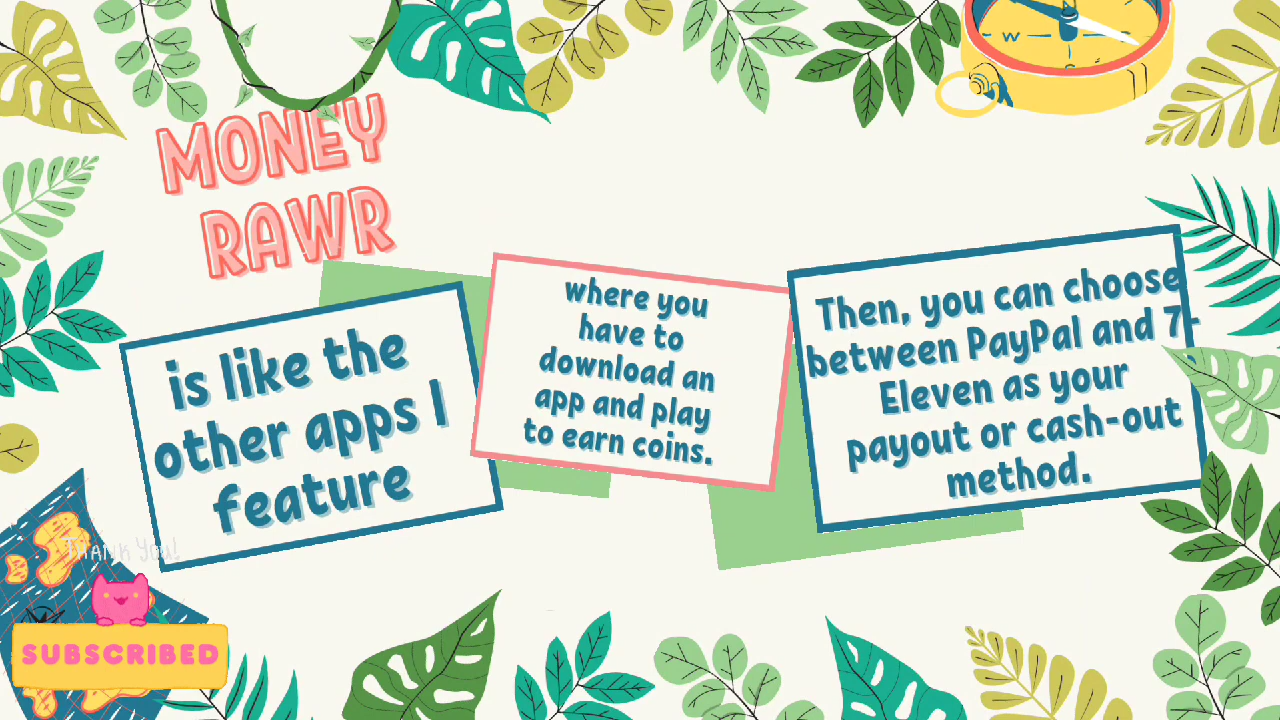 MONEY
RAWR
is like the
other apps I
feature
where you
have to
download an
app and play
to earn coins.
Then, you can choose
between PayPal and 7-
Eleven as your
payout or cash-out
method.
W
THANK YOU!
SUBSCRIBED